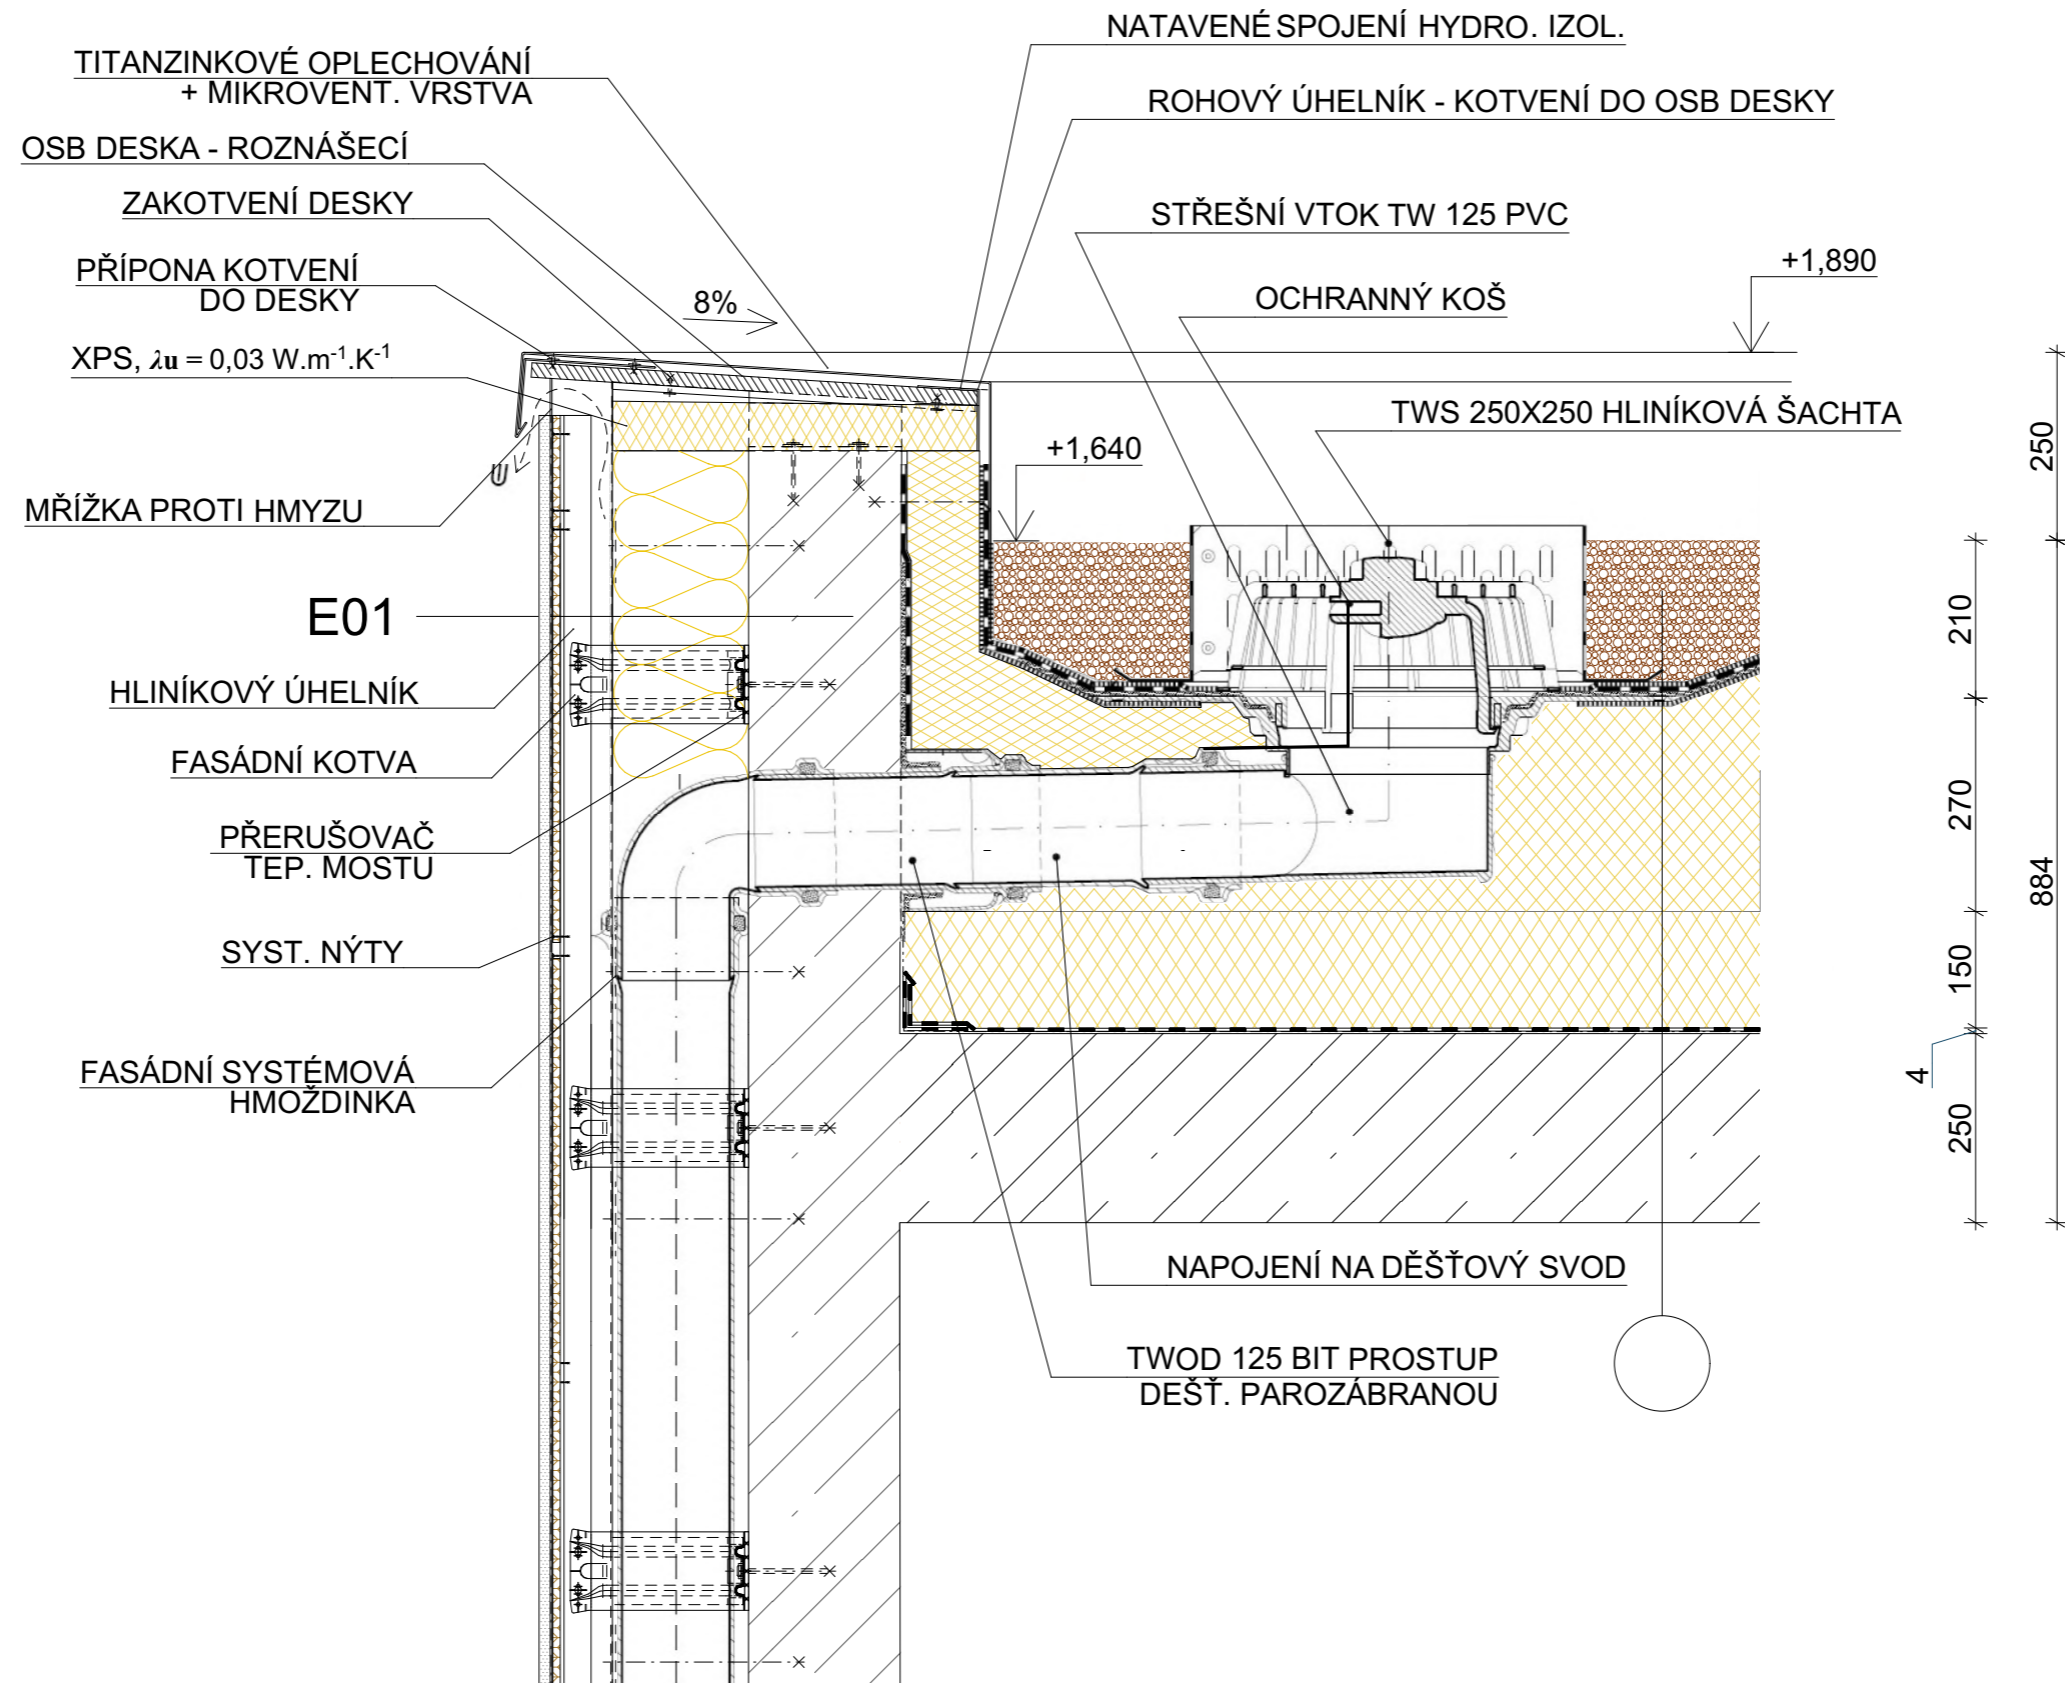 NATAVENÉ SPOJENÍ HYDRO. IZOL.
TITANZINKOVÉ OPLECHOVÁNÍ
+ MIKROVENT. VRSTVA
ROHOVÝ ÚHELNÍK - KOTVENÍ DO OSB DESKY
OSB DESKA - ROZNÁŠECÍ
ZAKOTVENÍ DESKY
STŘEŠNÍ VTOK TW 125 PVC
PŘÍPONA KOTVENÍ
DO DESKY
8%
+1,890
OCHRANNÝ KOŠ
XPS, λu = 0,03 W.m⁻¹.K⁻¹
TWS 250X250 HLINÍKOVÁ ŠACHTA
+1,640
250
MŘÍŽKA PROTI HMYZU
E01
210
HLINÍKOVÝ ÚHELNÍK
FASÁDNÍ KOTVA
270
PŘERUŠOVAČ
TEP. MOSTU
884
SYST. NÝTY
150
FASÁDNÍ SYSTÉMOVÁ
HMOŽDINKA
4
250
NAPOJENÍ NA DĚŠŤOVÝ SVOD
TWOD 125 BIT PROSTUP
DEŠŤ. PAROZÁBRANOU